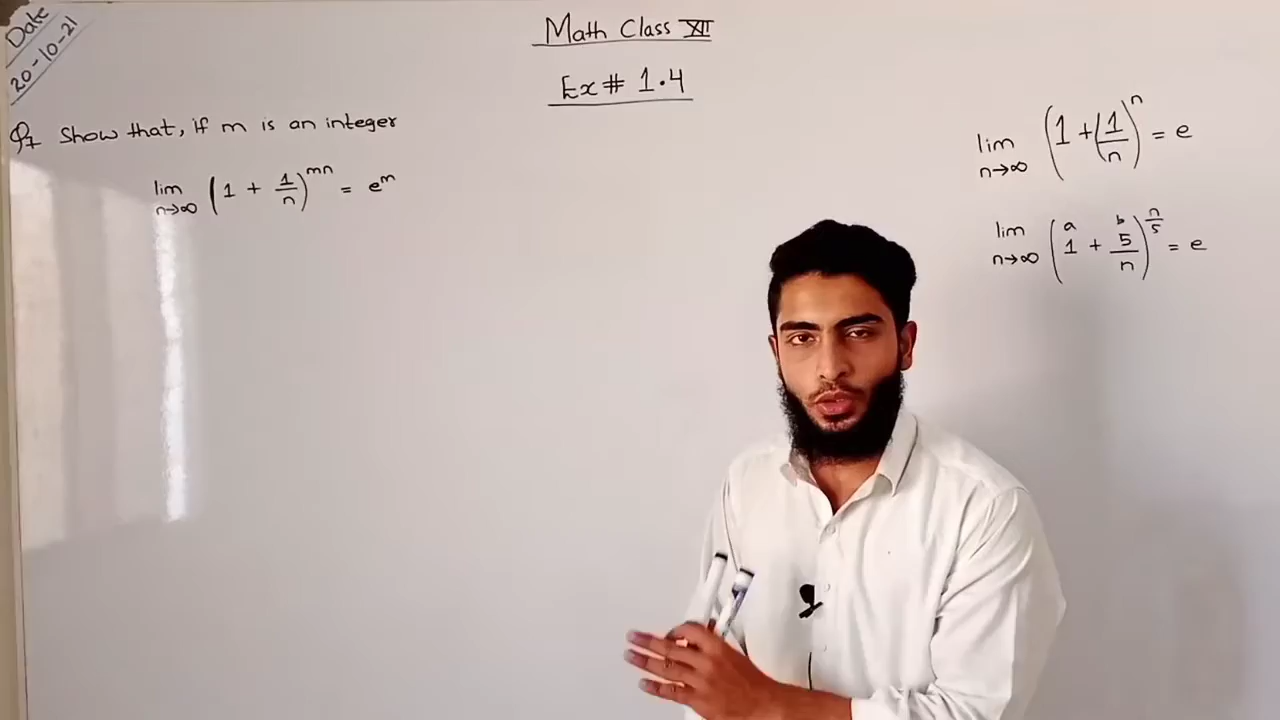 Date
20-10-21
Math Class XII
Ex# 1.4
Q7 Show that, if m is an integer
lim n→∞ (1 + 1/n)^mn = e^m
lim n→∞ (1 + (1/n)^n = e
lim n→∞ (a 1 + b 5/n)^n/5 = e